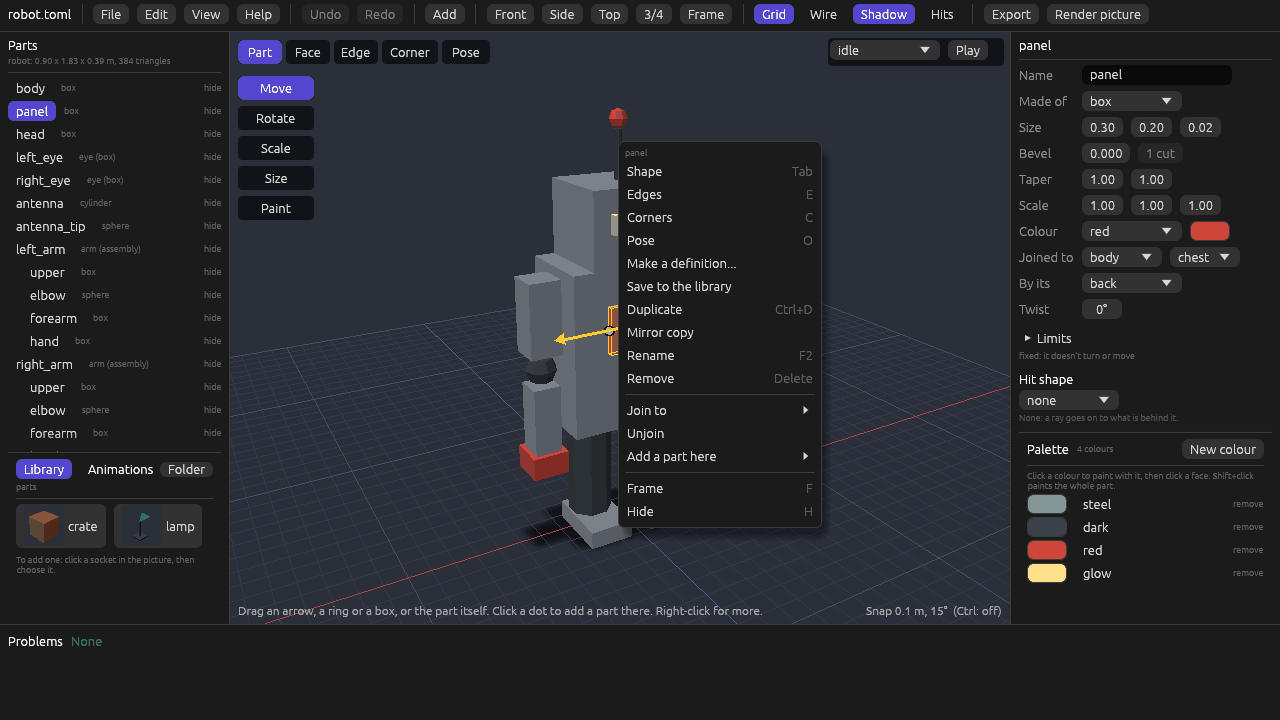 robot.toml File Edit View Help Undo Redo Add Front Side Top 3/4 Frame Grid Wire Shadow Hits Export Render picture
Parts
robot: 0.90 x 1.83 x 0.39 m, 384 triangles
body box hide
panel box hide
head box hide
left_eye eye (box) hide
right_eye eye (box) hide
antenna cylinder hide
antenna_tip sphere hide
left_arm arm (assembly) hide
upper box hide
elbow sphere hide
forearm box hide
hand box hide
right_arm arm (assembly) hide
upper box hide
elbow sphere hide
forearm box hide
Library Animations Folder
parts
crate lamp
To add one: click a socket in the picture, then
choose it.
Part Face Edge Corner Pose
Move
Rotate
Scale
Size
Paint
idle Play
panel
Shape Tab
Edges E
Corners C
Pose O
Make a definition...
Save to the library
Duplicate Ctrl+D
Mirror copy
Rename F2
Remove Delete
Join to
Unjoin
Add a part here
Frame F
Hide H
Drag an arrow, a ring or a box, or the part itself. Click a dot to add a part there. Right-click for more.
Snap 0.1 m, 15° (Ctrl: off)
panel
Name panel
Made of box
Size 0.30 0.20 0.02
Bevel 0.000 1 cut
Taper 1.00 1.00
Scale 1.00 1.00 1.00
Colour red
Joined to body chest
By its back
Twist 0°
Limits
fixed: it doesn't turn or move
Hit shape
none
None: a ray goes on to what is behind it.
Palette 4 colours New colour
Click a colour to paint with it, then click a face. Shift+click
paints the whole part.
steel remove
dark remove
red remove
glow remove
Problems None